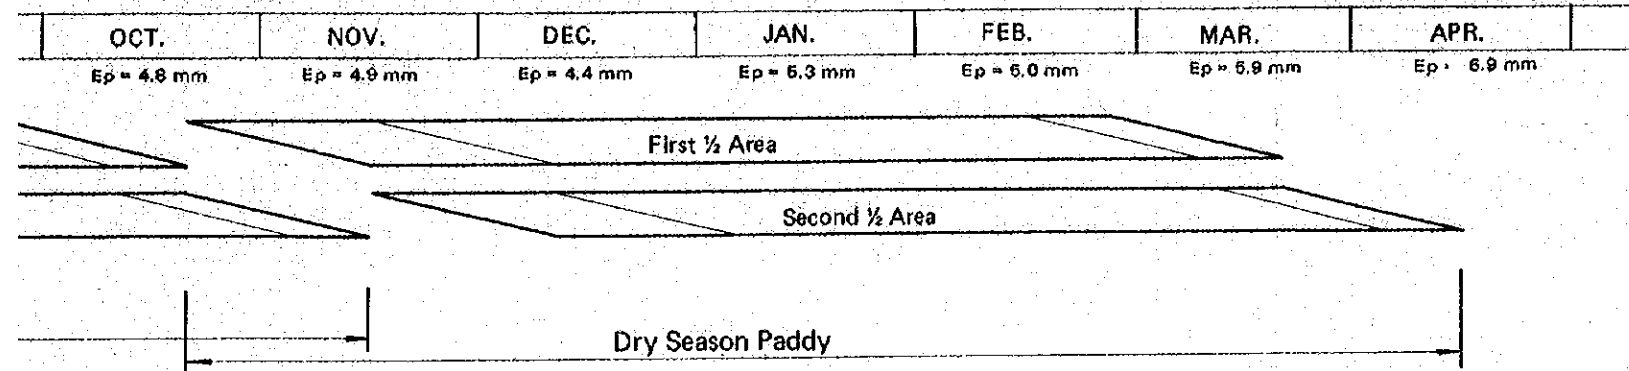 OCT. NOV. DEC. JAN. FEB. MAR. APR.
Ep = 4.8 mm Ep = 4.9 mm Ep = 4.4 mm Ep = 5.3 mm Ep = 6.0 mm Ep = 5.9 mm Ep = 6.9 mm
First ½ Area
Second ½ Area
Dry Season Paddy